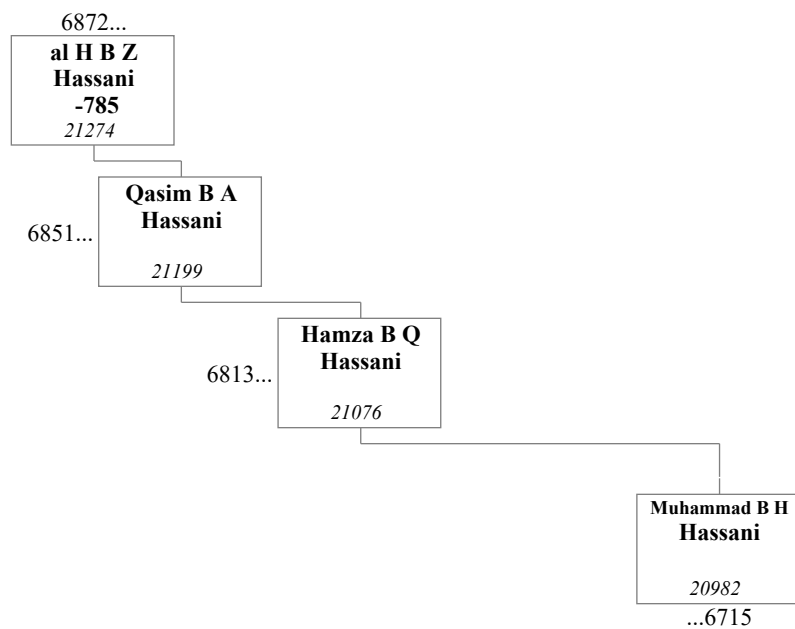 6872...
al H B Z
Hassani
-785
21274
Qasim B A
Hassani
6851...
21199
Hamza B Q
Hassani
6813...
21076
Muhammad B H
Hassani
20982
...6715